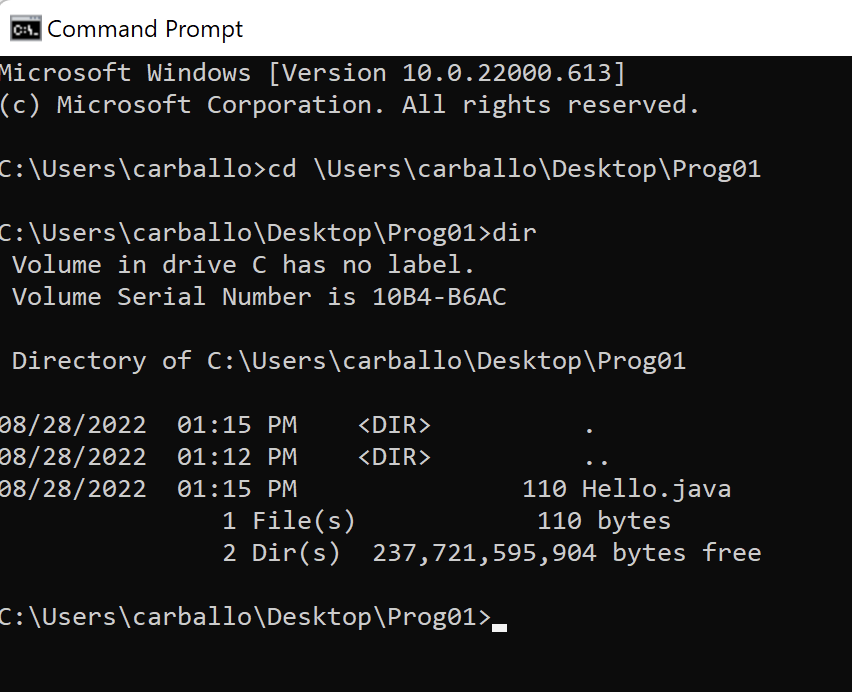 Command Prompt
Microsoft Windows [Version 10.0.22000.613]
(c) Microsoft Corporation. All rights reserved.
C:\Users\carballo>cd \Users\carballo\Desktop\Prog01
C:\Users\carballo\Desktop\Prog01>dir
 Volume in drive C has no label.
 Volume Serial Number is 10B4-B6AC
 Directory of C:\Users\carballo\Desktop\Prog01
08/28/2022  01:15 PM    <DIR>          .
08/28/2022  01:12 PM    <DIR>          ..
08/28/2022  01:15 PM               110 Hello.java
               1 File(s)            110 bytes
               2 Dir(s)  237,721,595,904 bytes free
C:\Users\carballo\Desktop\Prog01>